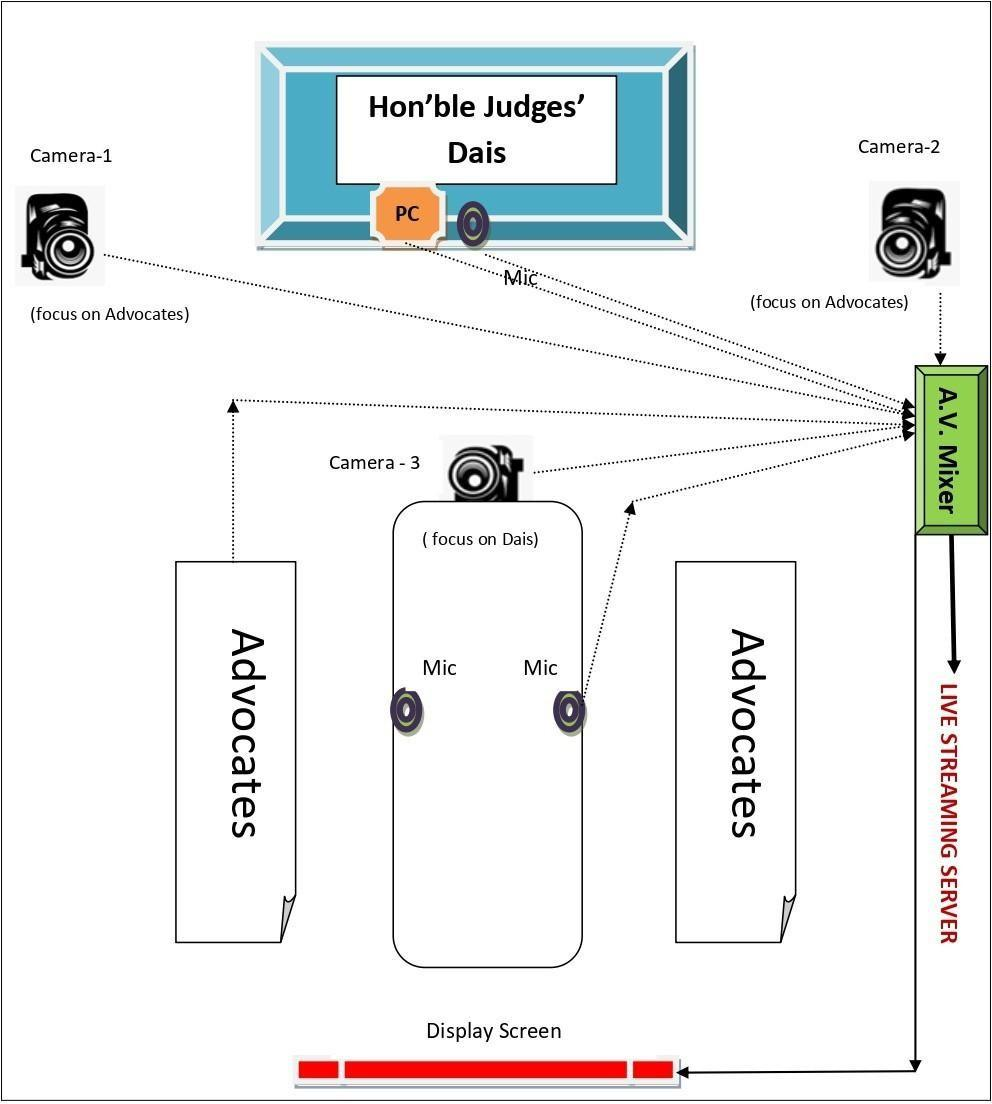 Hon’ble Judges’
Dais
Camera-1
Camera-2
PC
Mic
(focus on Advocates)
(focus on Advocates)
A.V. Mixer
Camera - 3
( focus on Dais)
Advocates
Mic
Mic
Advocates
LIVE STREAMING SERVER
Display Screen